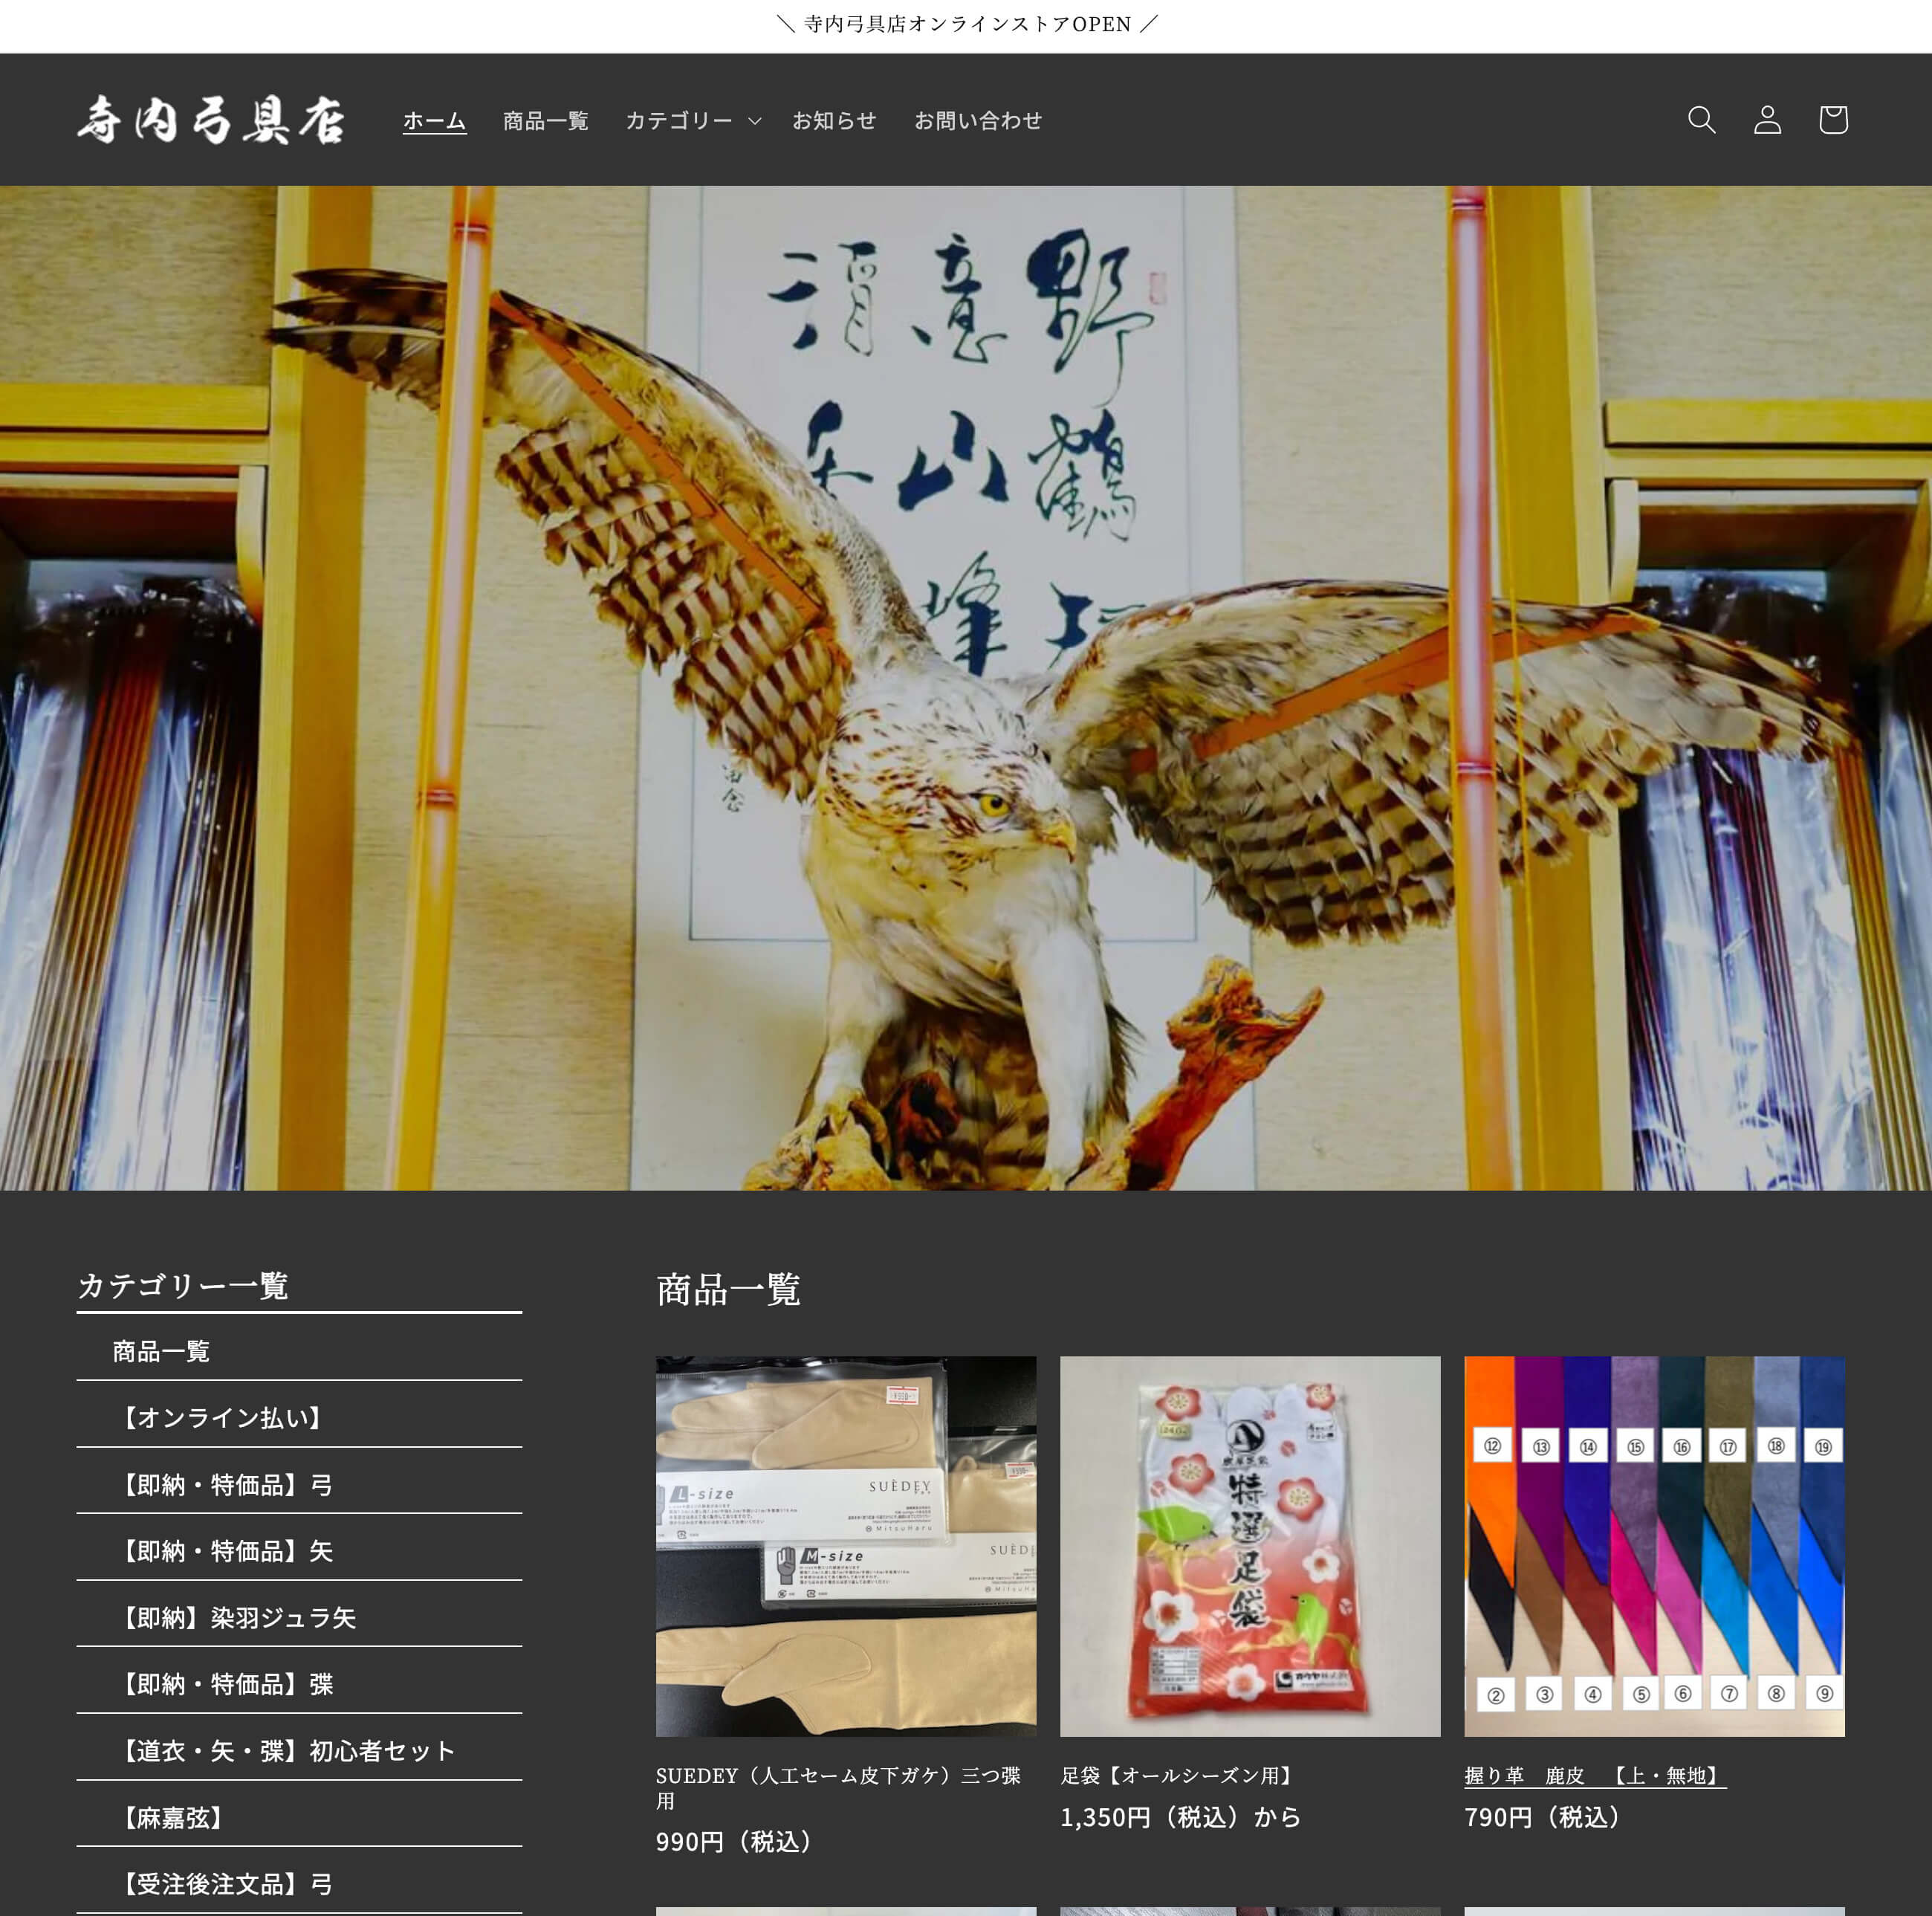 ＼ 寺内弓具店オンラインストアOPEN ／
寺内弓具店
ホーム
商品一覧
カテゴリー
お知らせ
お問い合わせ
野鶴
意山
消
峰
カテゴリー一覧
商品一覧
【オンライン払い】
【即納・特価品】弓
【即納・特価品】矢
【即納】染羽ジュラ矢
【即納・特価品】弽
【道衣・矢・弽】初心者セット
【麻嘉弦】
【受注後注文品】弓
商品一覧
L-size
SUEDEY
MitsuHaru
M-size
SUEDE
SUEDEY（人工セーム皮下ガケ）三つ弽
用
990円（税込）
特選足袋
足袋【オールシーズン用】
1,350円（税込）から
⑫ ⑬ ⑭ ⑮ ⑯ ⑰ ⑱ ⑲
② ③ ④ ⑤ ⑥ ⑦ ⑧ ⑨
握り革　鹿皮　【上・無地】
790円（税込）